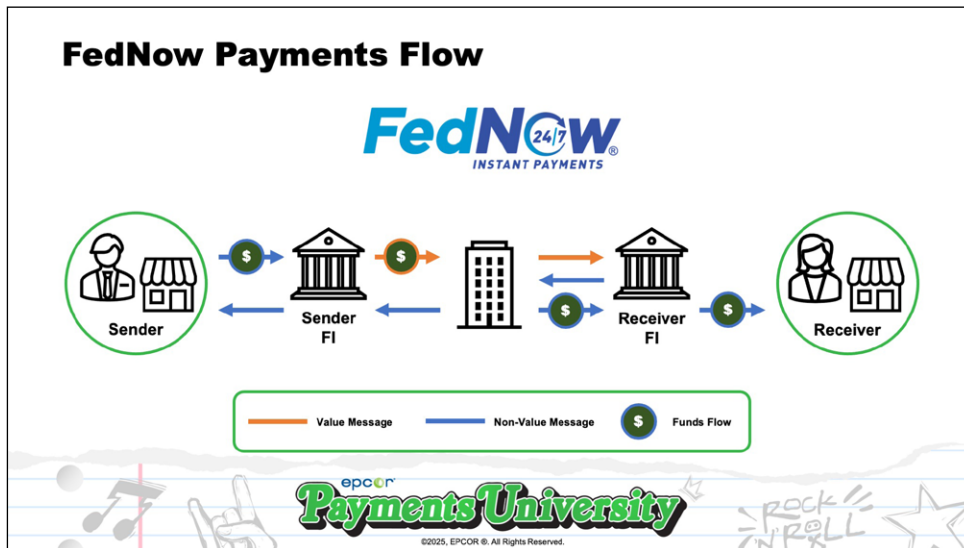 FedNow Payments Flow
FedNow 24|7 ®
INSTANT PAYMENTS
$
$
$
$
Sender
Sender
FI
Receiver
FI
Receiver
Value Message
Non-Value Message
$
Funds Flow
epcor®
Payments University
ROCK
'N'ROLL
©2025, EPCOR ®. All Rights Reserved.